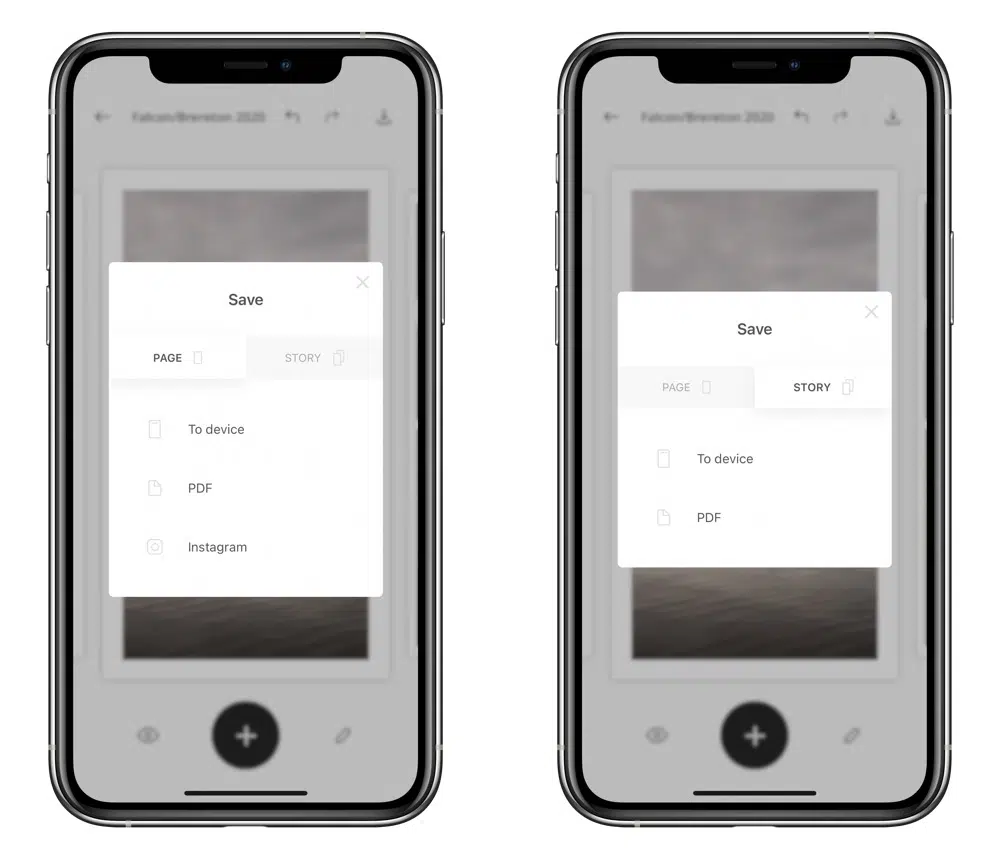 Falcon/Brereton 2020
Save
PAGE STORY
To device
PDF
Instagram
Falcon/Brereton 2020
Save
PAGE STORY
To device
PDF